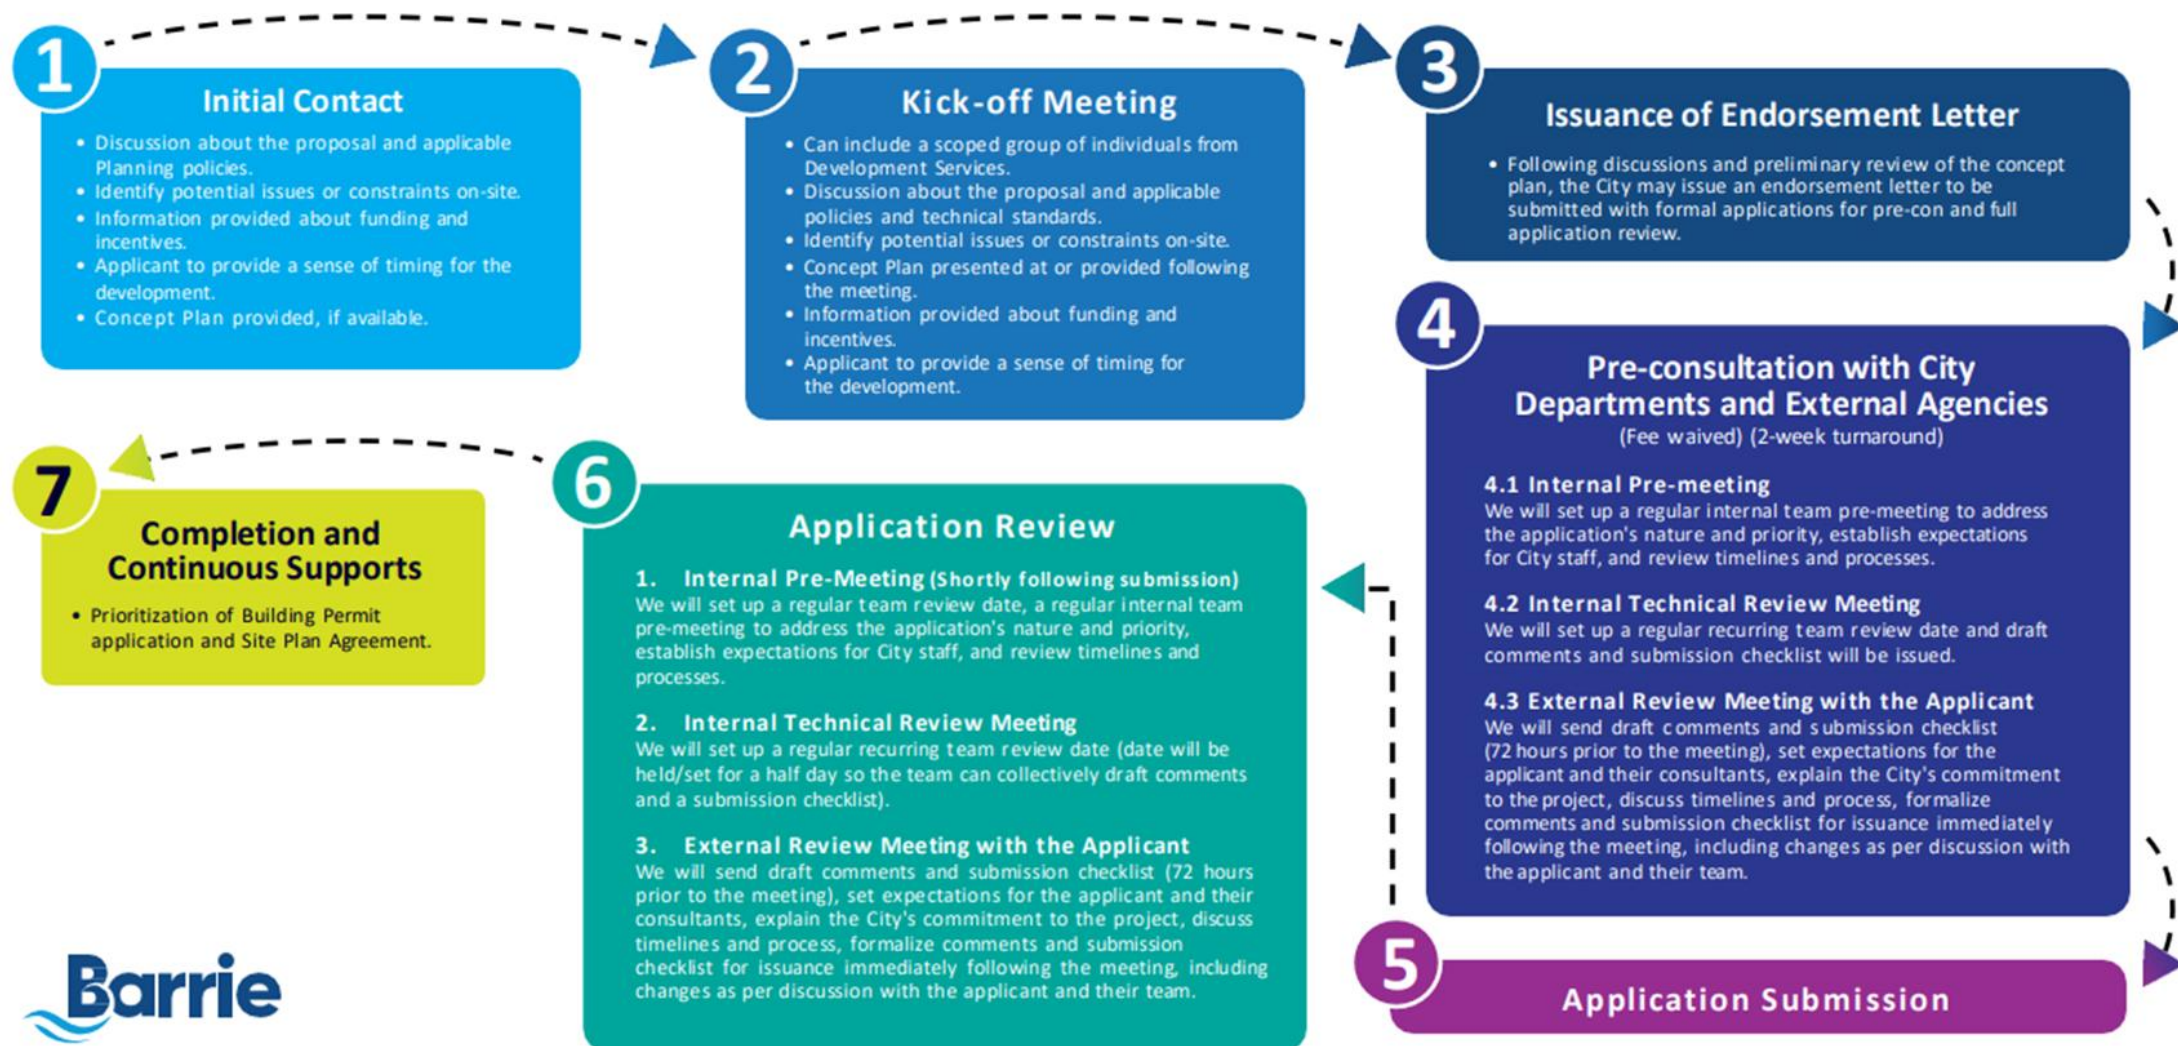 1
Initial Contact
• Discussion about the proposal and applicable
Planning policies.
• Identify potential issues or constraints on-site.
• Information provided about funding and
incentives.
• Applicant to provide a sense of timing for the
development.
• Concept Plan provided, if available.
2
Kick-off Meeting
• Can include a scoped group of individuals from
Development Services.
• Discussion about the proposal and applicable
policies and technical standards.
• Identify potential issues or constraints on-site.
• Concept Plan presented at or provided following
the meeting.
• Information provided about funding and
incentives.
• Applicant to provide a sense of timing for
the development.
3
Issuance of Endorsement Letter
• Following discussions and preliminary review of the concept
plan, the City may issue an endorsement letter to be
submitted with formal applications for pre-con and full
application review.
4
Pre-consultation with City
Departments and External Agencies
(Fee waived) (2-week turnaround)
4.1 Internal Pre-meeting
We will set up a regular internal team pre-meeting to address
the application's nature and priority, establish expectations
for City staff, and review timelines and processes.
4.2 Internal Technical Review Meeting
We will set up a regular recurring team review date and draft
comments and submission checklist will be issued.
4.3 External Review Meeting with the Applicant
We will send draft comments and submission checklist
(72 hours prior to the meeting), set expectations for the
applicant and their consultants, explain the City's commitment
to the project, discuss timelines and process, formalize
comments and submission checklist for issuance immediately
following the meeting, including changes as per discussion with
the applicant and their team.
5
Application Submission
6
Application Review
1. Internal Pre-Meeting (Shortly following submission)
We will set up a regular team review date, a regular internal team
pre-meeting to address the application's nature and priority,
establish expectations for City staff, and review timelines and
processes.
2. Internal Technical Review Meeting
We will set up a regular recurring team review date (date will be
held/set for a half day so the team can collectively draft comments
and a submission checklist).
3. External Review Meeting with the Applicant
We will send draft comments and submission checklist (72 hours
prior to the meeting), set expectations for the applicant and their
consultants, explain the City's commitment to the project, discuss
timelines and process, formalize comments and submission
checklist for issuance immediately following the meeting, including
changes as per discussion with the applicant and their team.
7
Completion and
Continuous Supports
• Prioritization of Building Permit
application and Site Plan Agreement.
Barrie